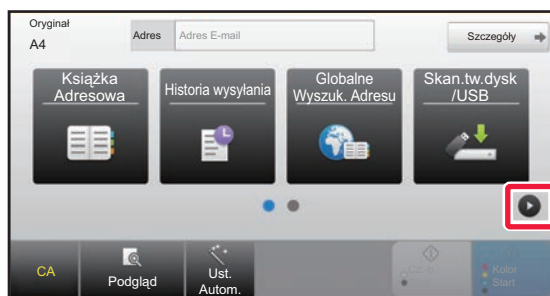 Oryginał
A4
Adres
Adres E-mail
Szczegóły
Książka
Adresowa
Historia wysyłania
Globalne
Wyszuk. Adresu
Skan.tw.dysk
/USB
CA
Podgląd
Ust.
Autom.
Kolor
Start